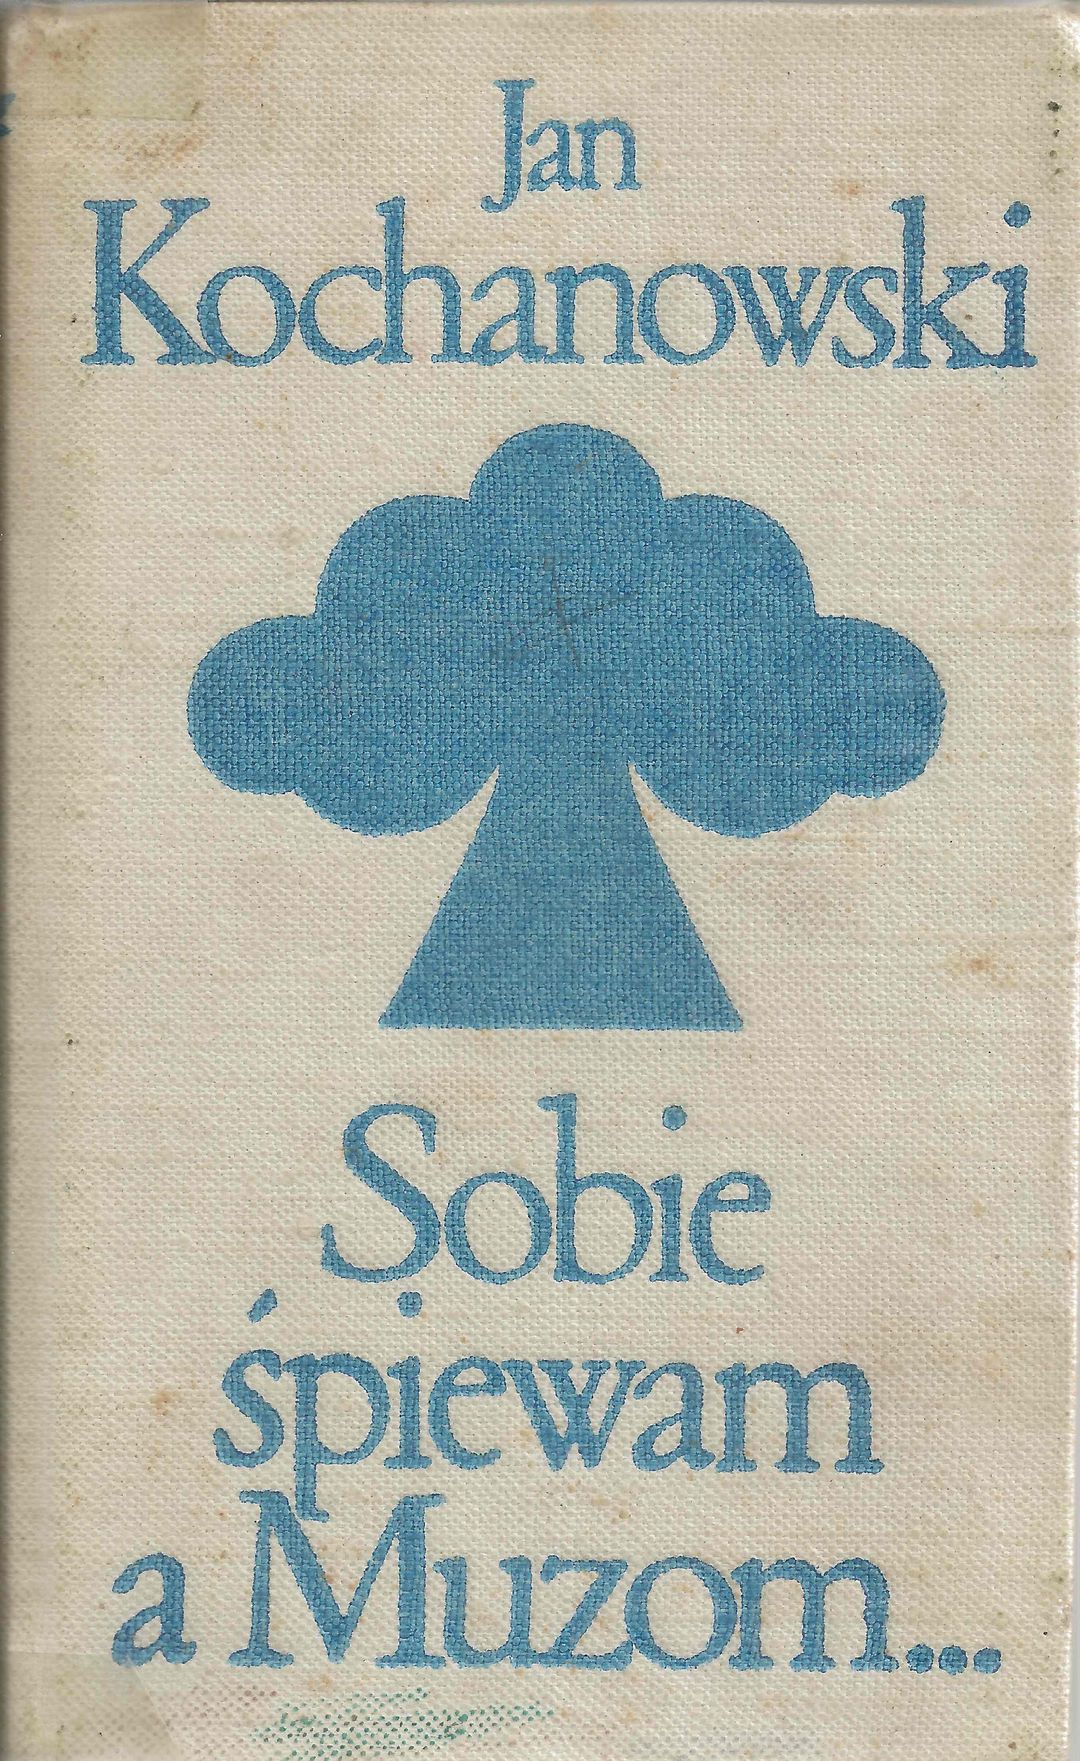 Jan
Kochanowski
Sobie
śpiewam
a Muzom...